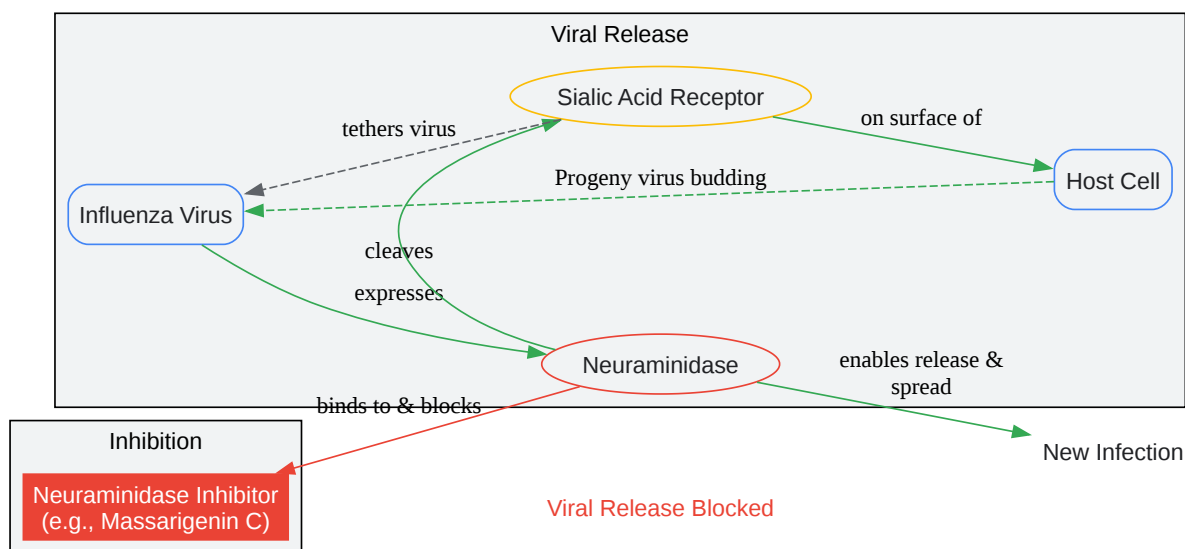 Viral Release
Sialic Acid Receptor
tethers virus
on surface of
Progeny virus budding
Host Cell
Influenza Virus
cleaves
expresses
Neuraminidase
enables release &
spread
binds to & blocks
Inhibition
New Infection
Neuraminidase Inhibitor
(e.g., Massarigenin C)
Viral Release Blocked